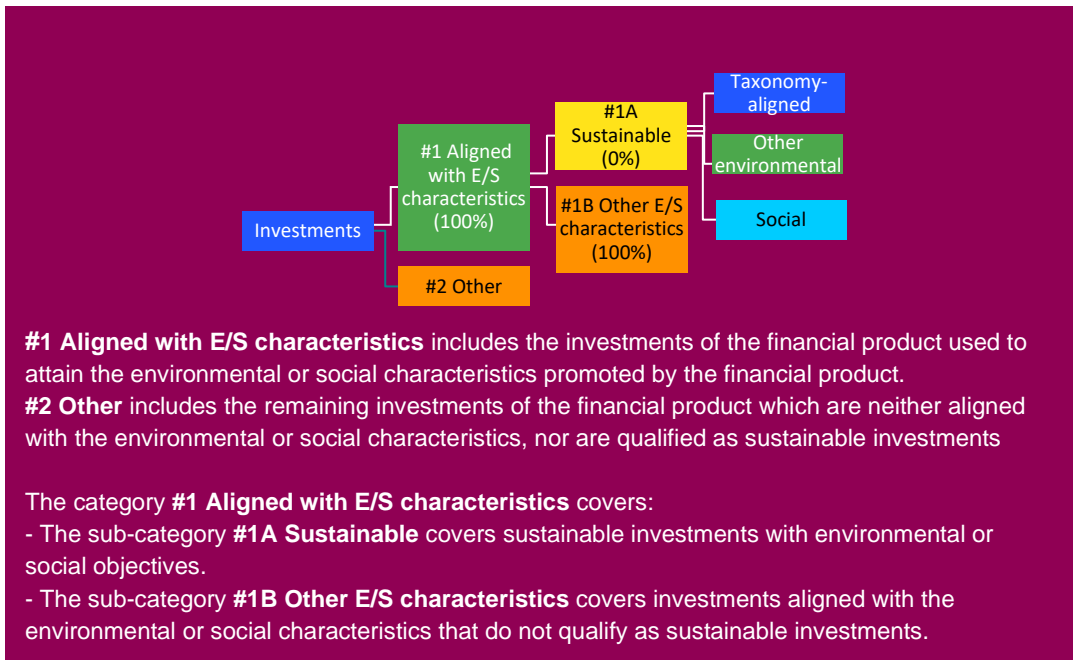 Taxonomy-
aligned
#1A
Sustainable
(0%)
#1 Aligned
with E/S
characteristics
(100%)
Other
environmental
#1B Other E/S
characteristics
(100%)
Social
Investments
#2 Other
#1 Aligned with E/S characteristics includes the investments of the financial product used to
attain the environmental or social characteristics promoted by the financial product.
#2 Other includes the remaining investments of the financial product which are neither aligned
with the environmental or social characteristics, nor are qualified as sustainable investments
The category #1 Aligned with E/S characteristics covers:
- The sub-category #1A Sustainable covers sustainable investments with environmental or
social objectives.
- The sub-category #1B Other E/S characteristics covers investments aligned with the
environmental or social characteristics that do not qualify as sustainable investments.